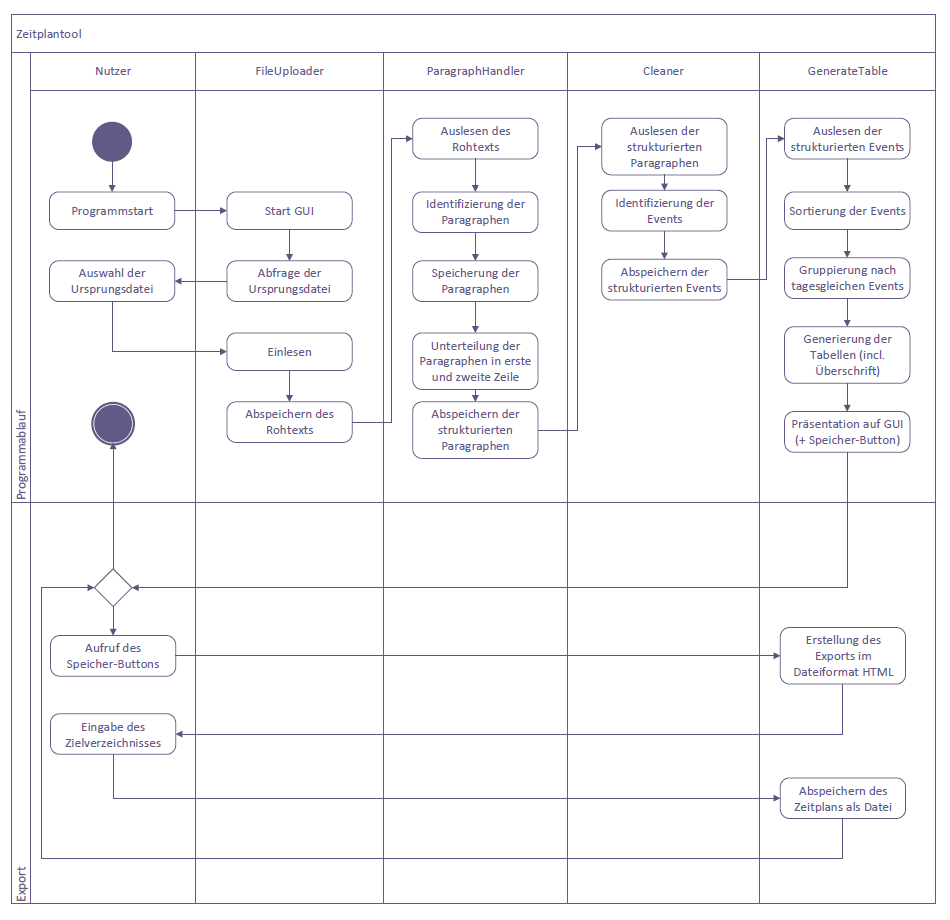 Zeitplantool
Nutzer
FileUploader
ParagraphHandler
Cleaner
GenerateTable
Programmablauf
Programmstart
Start GUI
Abfrage der
Ursprungsdatei
Auswahl der
Ursprungsdatei
Einlesen
Abspeichern des
Rohtexts
Auslesen des
Rohtexts
Identifizierung der
Paragraphen
Speicherung der
Paragraphen
Unterteilung der
Paragraphen in erste
und zweite Zeile
Abspeichern der
strukturierten
Paragraphen
Auslesen der
strukturierten
Paragraphen
Identifizierung der
Events
Abspeichern der
strukturierten Events
Auslesen der
strukturierten Events
Sortierung der Events
Gruppierung nach
tagesgleichen Events
Generierung der
Tabellen (incl.
Überschrift)
Präsentation auf GUI
(+ Speicher-Button)
Export
Aufruf des
Speicher-Buttons
Erstellung des
Exports im
Dateiformat HTML
Eingabe des
Zielverzeichnisses
Abspeichern des
Zeitplans als Datei